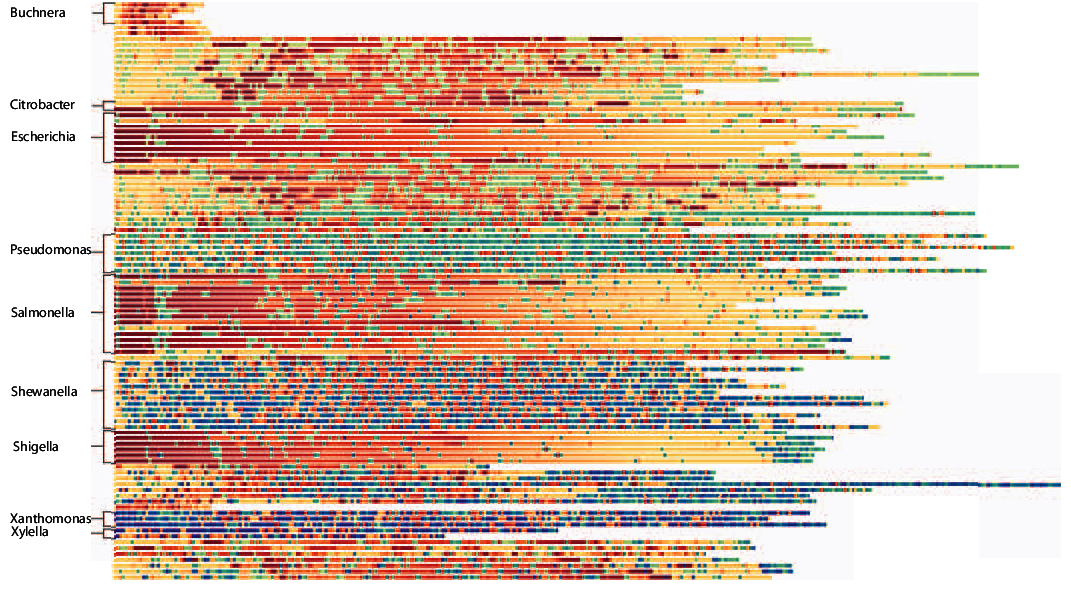 Buchnera
Citrobacter
Escherichia
Pseudomonas
Salmonella
Shewanella
Shigella
Xanthomonas
Xylella